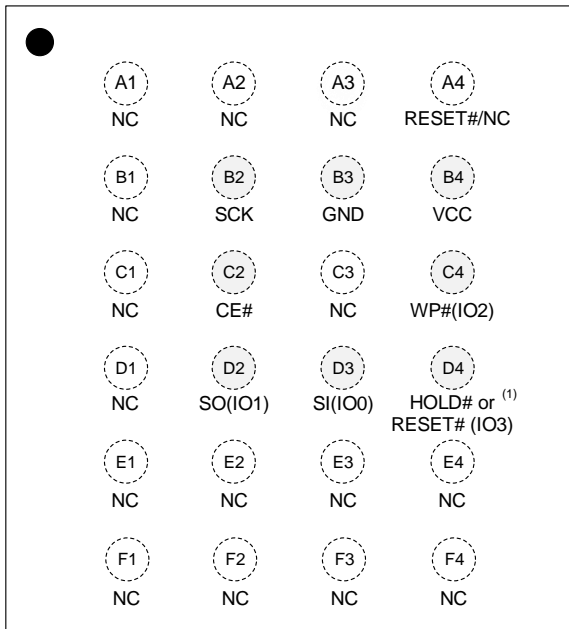 A1 A2 A3 A4
NC NC NC RESET#/NC
B1 B2 B3 B4
NC SCK GND VCC
C1 C2 C3 C4
NC CE# NC WP#(IO2)
D1 D2 D3 D4
NC SO(IO1) SI(IO0) HOLD# or (1)
RESET# (IO3)
E1 E2 E3 E4
NC NC NC NC
F1 F2 F3 F4
NC NC NC NC